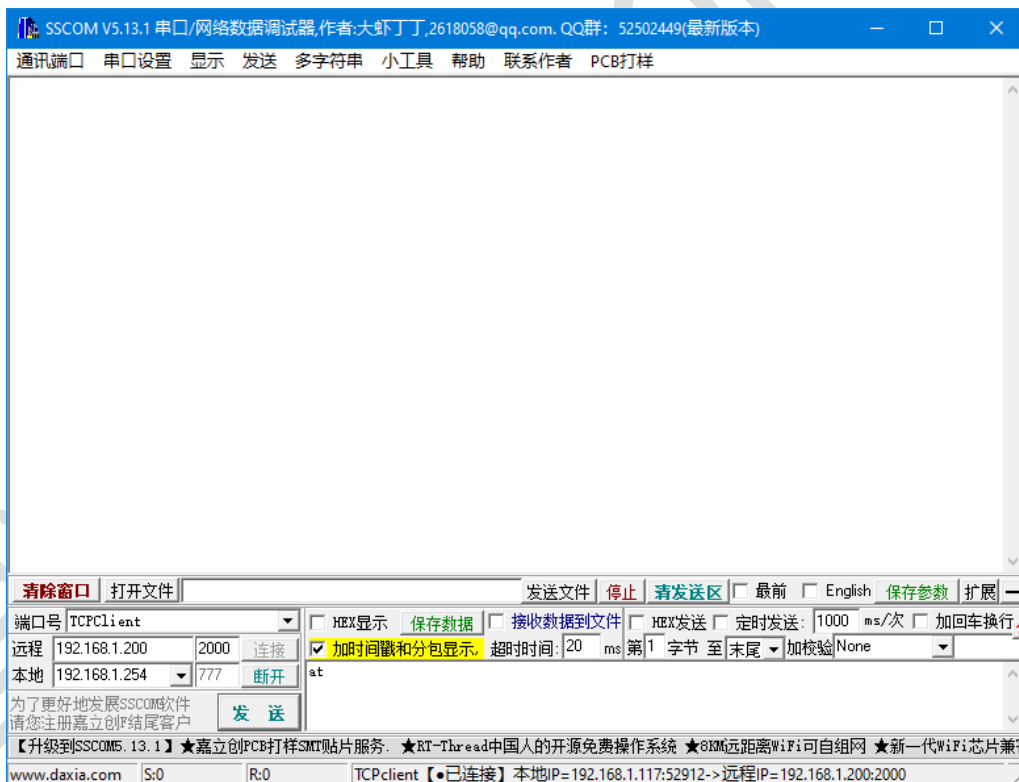 SSCOM V5.13.1 串口/网络数据调试器,作者:大虾丁丁,2618058@qq.com. QQ群: 52502449(最新版本)
通讯端口 串口设置 显示 发送 多字符串 小工具 帮助 联系作者 PCB打样
清除窗口 打开文件 发送文件 停止 清发送区 最前 English 保存参数 扩展
端口号 TCPClient HEX显示 保存数据 接收数据到文件 HEX发送 定时发送: 1000 ms/次 加回车换行
远程 192.168.1.200 2000 连接 加时间戳和分包显示, 超时时间: 20 ms 第1 字节 至 末尾 加校验 None
本地 192.168.1.254 777 断开 at
为了更好地发展SSCOM软件
请您注册嘉立创F结尾客户 发 送
【升级到SSCOM5.13.1】★嘉立创PCB打样SMT贴片服务. ★RT-Thread中国人的开源免费操作系统 ★8KM远距离WiFi可自组网 ★新一代WiFi芯片兼
www.daxia.com S:0 R:0 TCPclient【●已连接】本地IP=192.168.1.117:52912->远程IP=192.168.1.200:2000